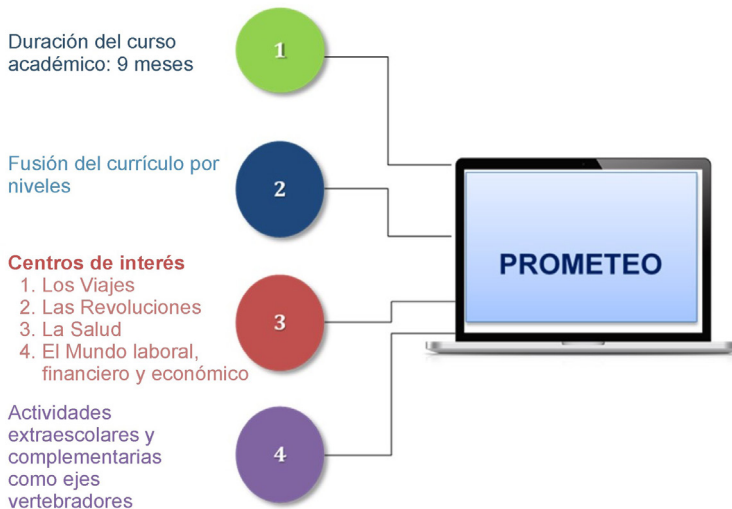 Duración del curso
académico: 9 meses
1
Fusión del currículo por
niveles
2
Centros de interés
1. Los Viajes
2. Las Revoluciones
3. La Salud
4. El Mundo laboral,
financiero y económico
3
Actividades
extraescolares y
complementarias
como ejes
vertebradores
4
PROMETEO